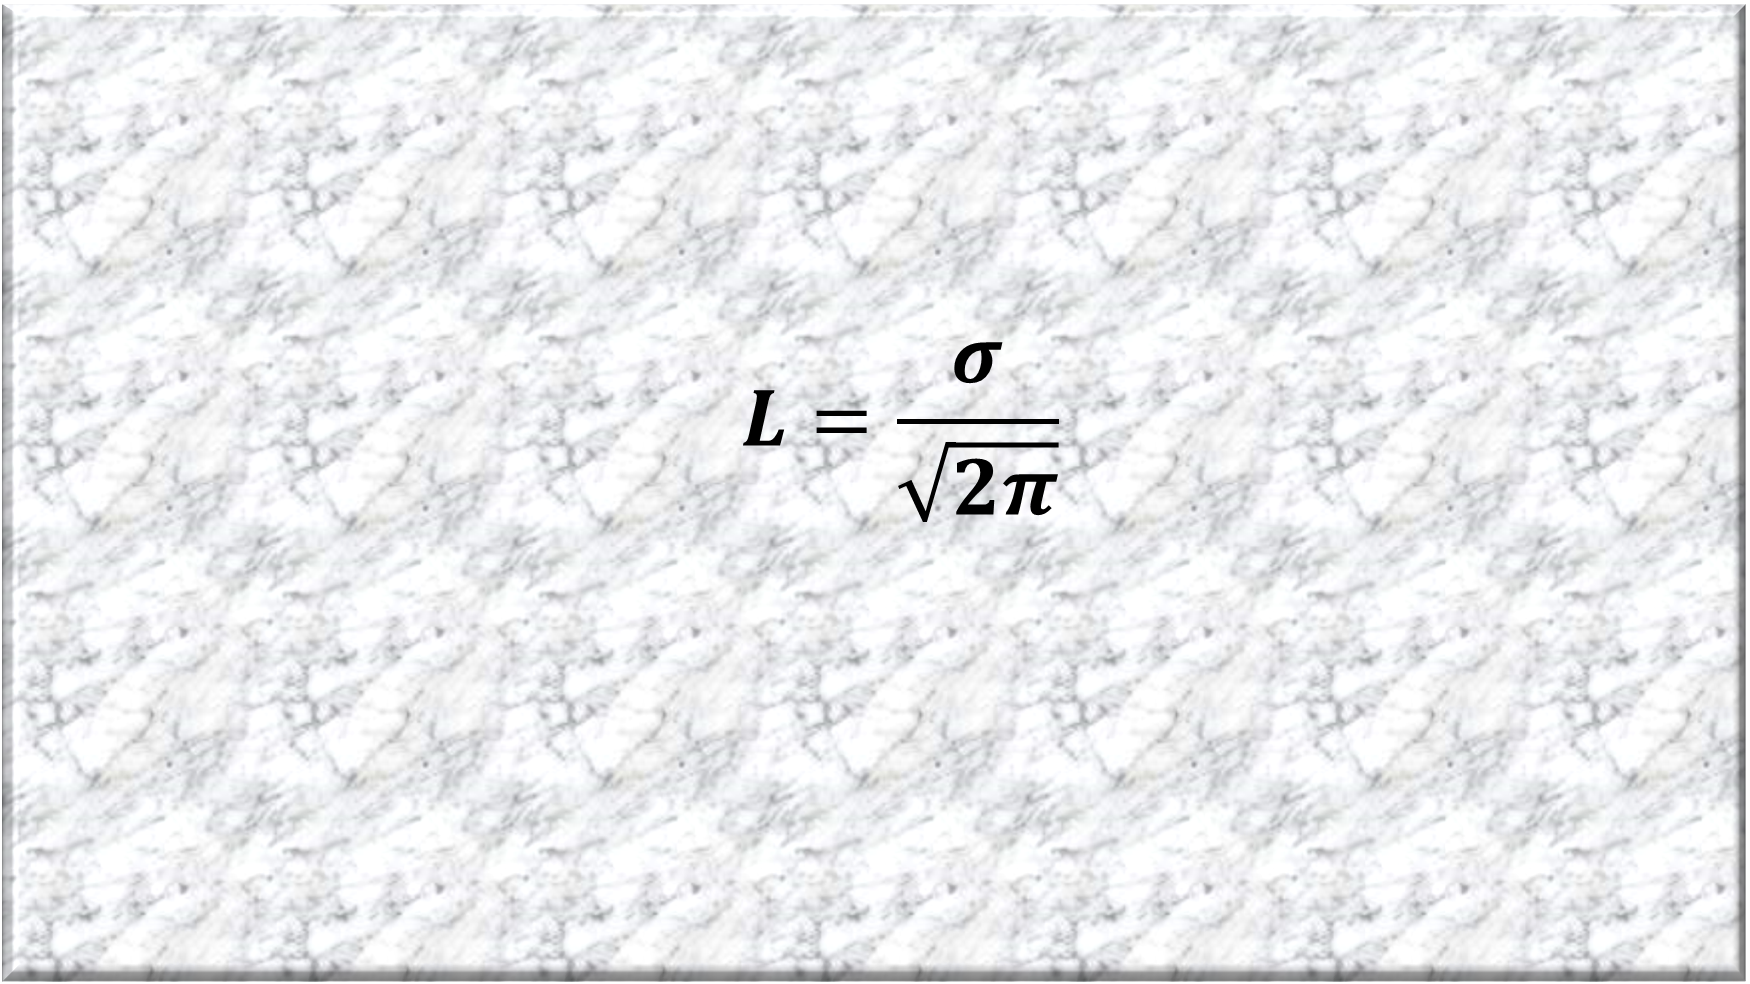 L = σ/√2π